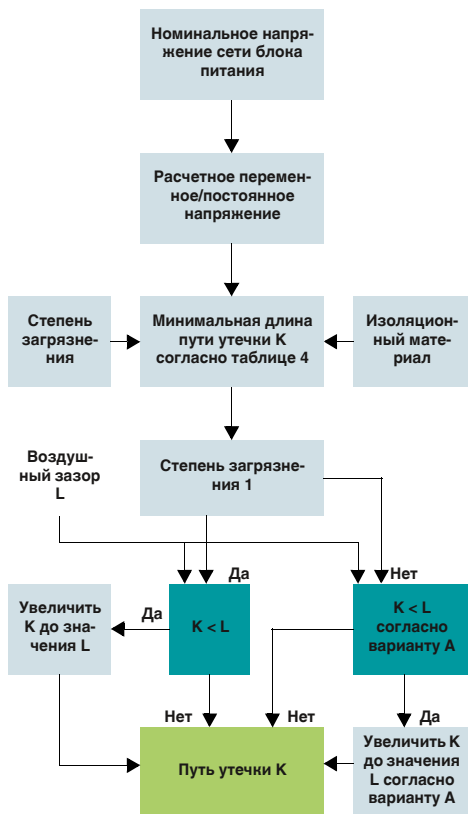 Номинальное напря-
жение сети блока
питания
Расчетное перемен-
ное/постоянное
напряжение
Степень
загрязне-
ния
Минимальная длина
пути утечки K
согласно таблице 4
Изоляцион-
ный мате-
риал
Воздуш-
ный зазор
L
Степень загрязне-
ния 1
Да
Нет
Увеличить
K до зна-
чения L
Да
K < L
K < L
согласно
варианту A
Нет
Нет
Да
Путь утечки K
Увеличить K
до значения
L согласно
варианту A